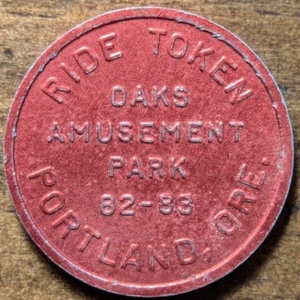 RIDE TOKEN
OAKS
AMUSEMENT
PARK
82-83
PORTLAND, ORE.